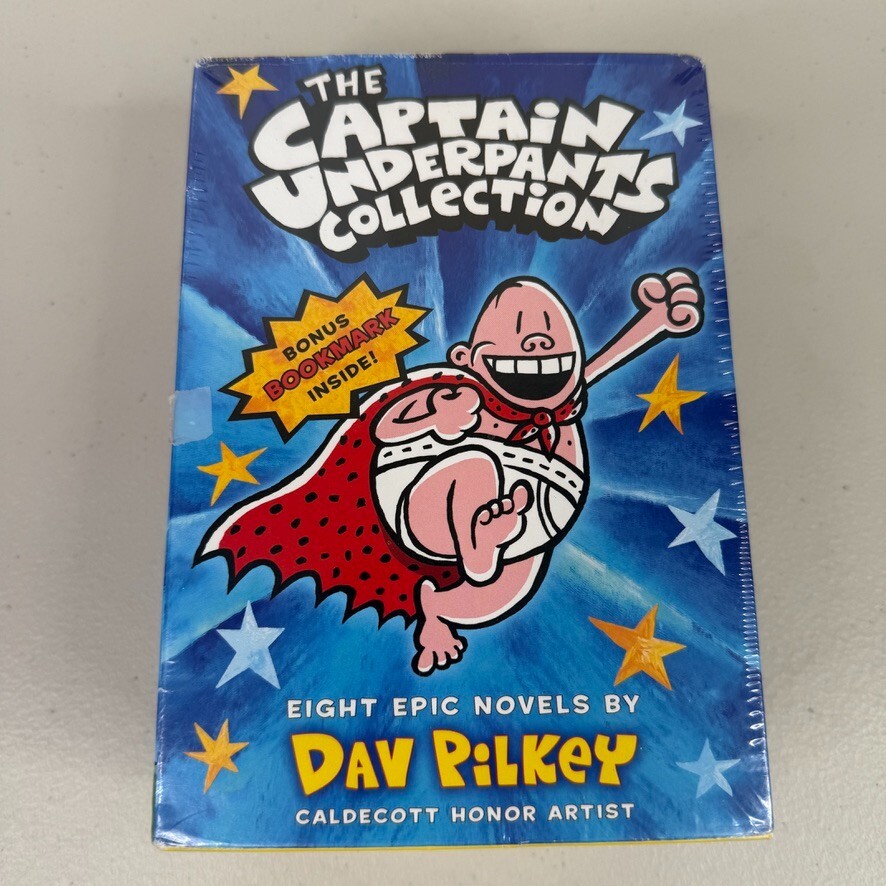 THE
CAPTAIN
UNDERPANTS
COLLECTION
BONUS
BOOKMARK
INSIDE!
EIGHT EPIC NOVELS BY
DAV PILKEY
CALDECOTT HONOR ARTIST